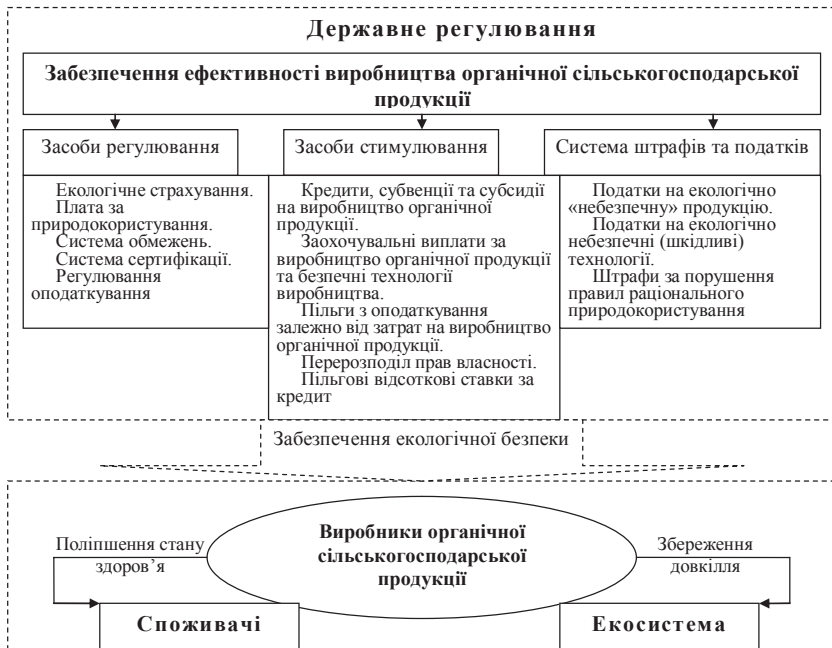 Державне регулювання
Забезпечення ефективності виробництва органічної сільськогосподарської
продукції
Засоби регулювання
Екологічне страхування.
Плата за
природокористування.
Система обмежень.
Система сертифікації.
Регулювання
оподаткування
Засоби стимулювання
Кредити, субвенції та субсидії
на виробництво органічної
продукції.
Заохочувальні виплати за
виробництво органічної продукції
та безпечні технології
виробництва.
Пільги з оподаткування
залежно від затрат на виробництво
органічної продукції.
Перерозподіл прав власності.
Пільгові відсоткові ставки за
кредит
Система штрафів та податків
Податки на екологічно
«небезпечну» продукцію.
Податки на екологічно
небезпечні (шкідливі)
технології.
Штрафи за порушення
правил раціонального
природокористування
Забезпечення екологічної безпеки
Поліпшення стану
здоров’я
Виробники органічної
сільськогосподарської
продукції
Збереження
довкілля
Споживачі
Екосистема